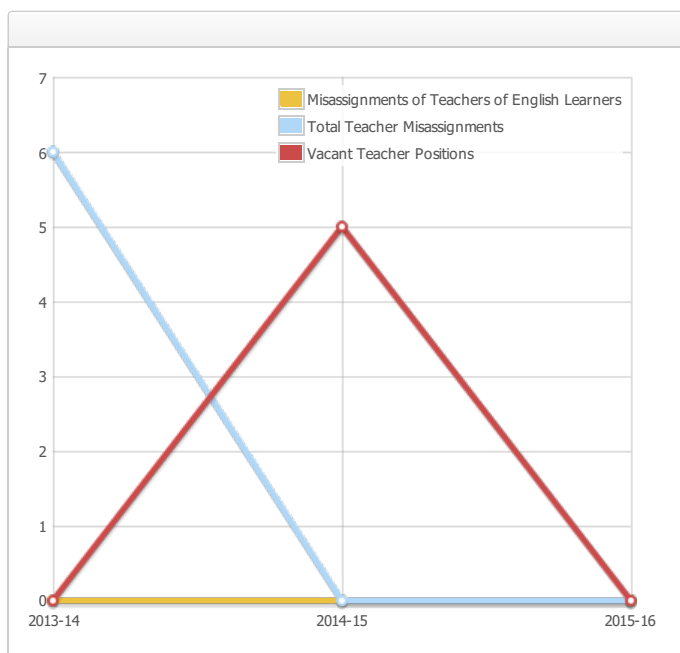 7
Misassignments of Teachers of English Learners
Total Teacher Misassignments
Vacant Teacher Positions
6
5
4
3
2
1
0
2013-14 2014-15 2015-16